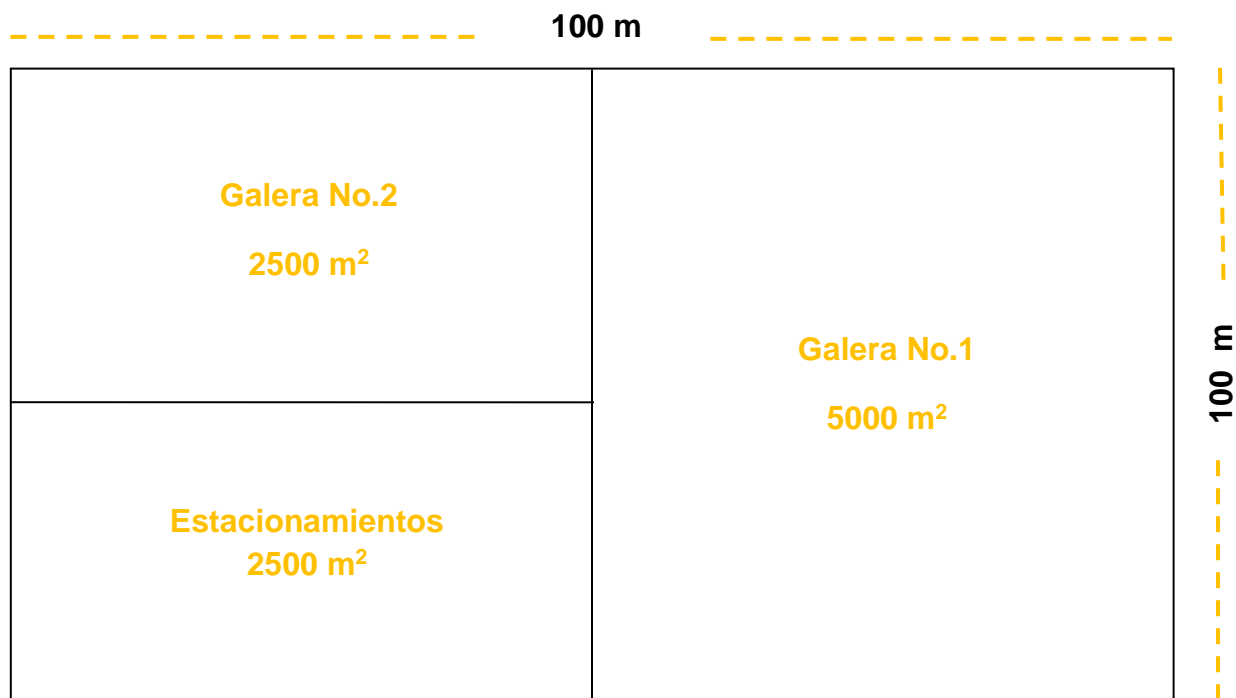 100 m
Galera No.2
2500 m²
Galera No.1
5000 m²
100 m
Estacionamientos
2500 m²